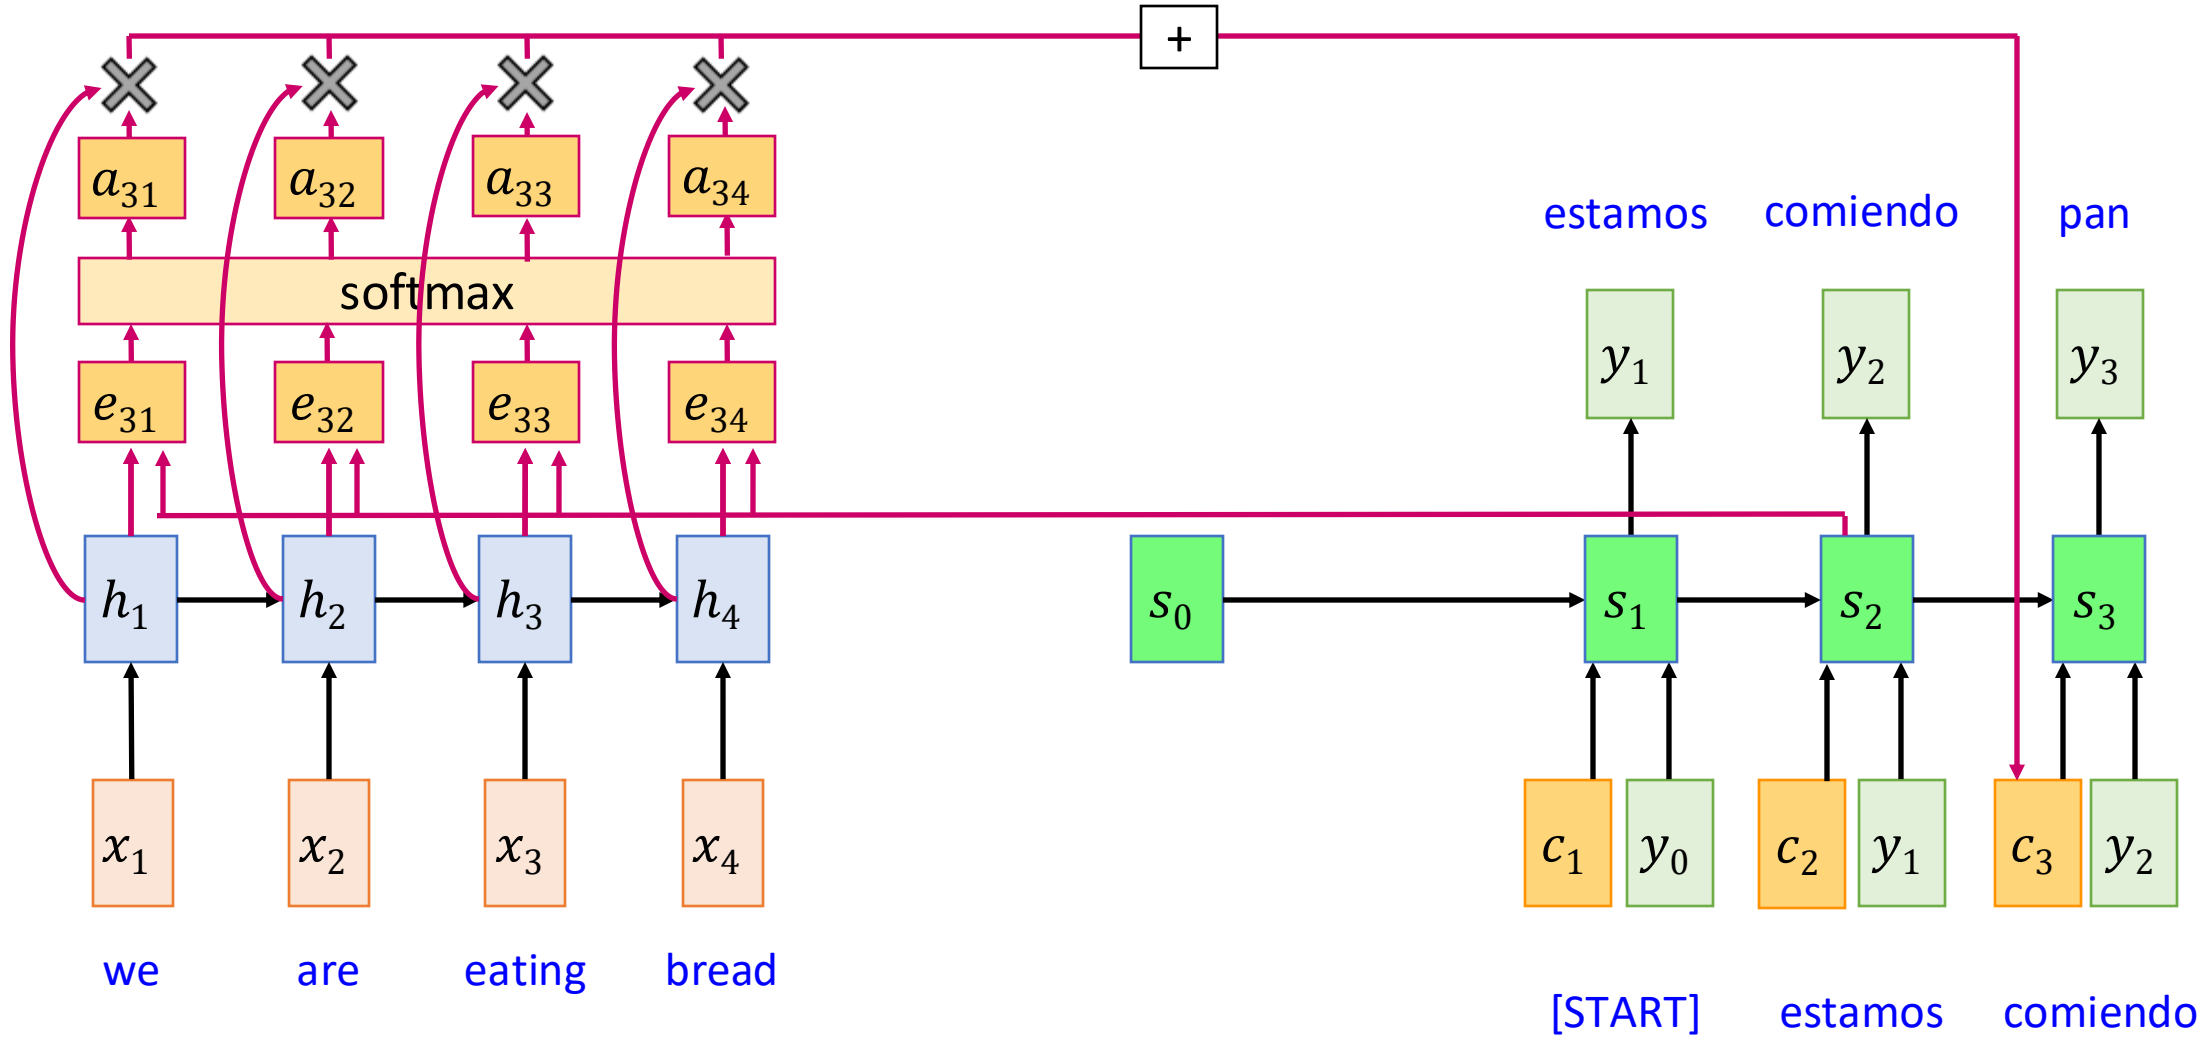 +
a₃₁ a₃₂ a₃₃ a₃₄
estamos comiendo pan
softmax
y₁ y₂ y₃
e₃₁ e₃₂ e₃₃ e₃₄
h₁ h₂ h₃ h₄ s₀ s₁ s₂ s₃
x₁ x₂ x₃ x₄ c₁ y₀ c₂ y₁ c₃ y₂
we are eating bread
[START] estamos comiendo